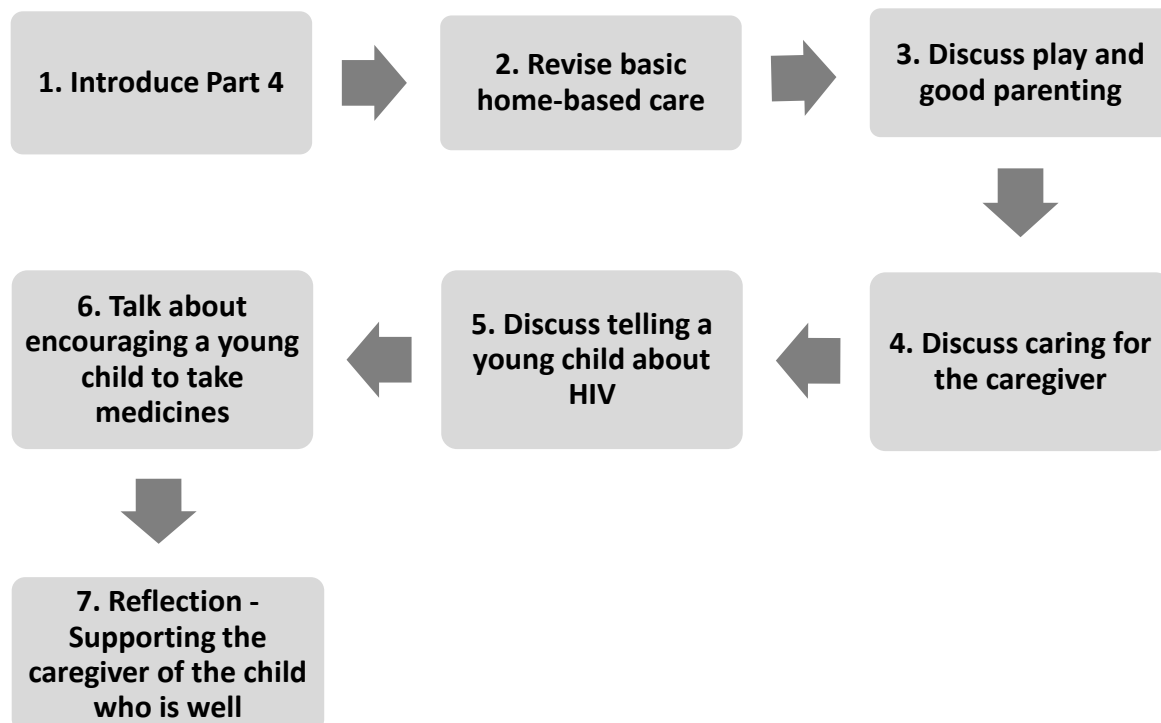 1. Introduce Part 4
2. Revise basic
home-based care
3. Discuss play and
good parenting
4. Discuss caring for
the caregiver
5. Discuss telling a
young child about
HIV
6. Talk about
encouraging a young
child to take
medicines
7. Reflection -
Supporting the
caregiver of the child
who is well